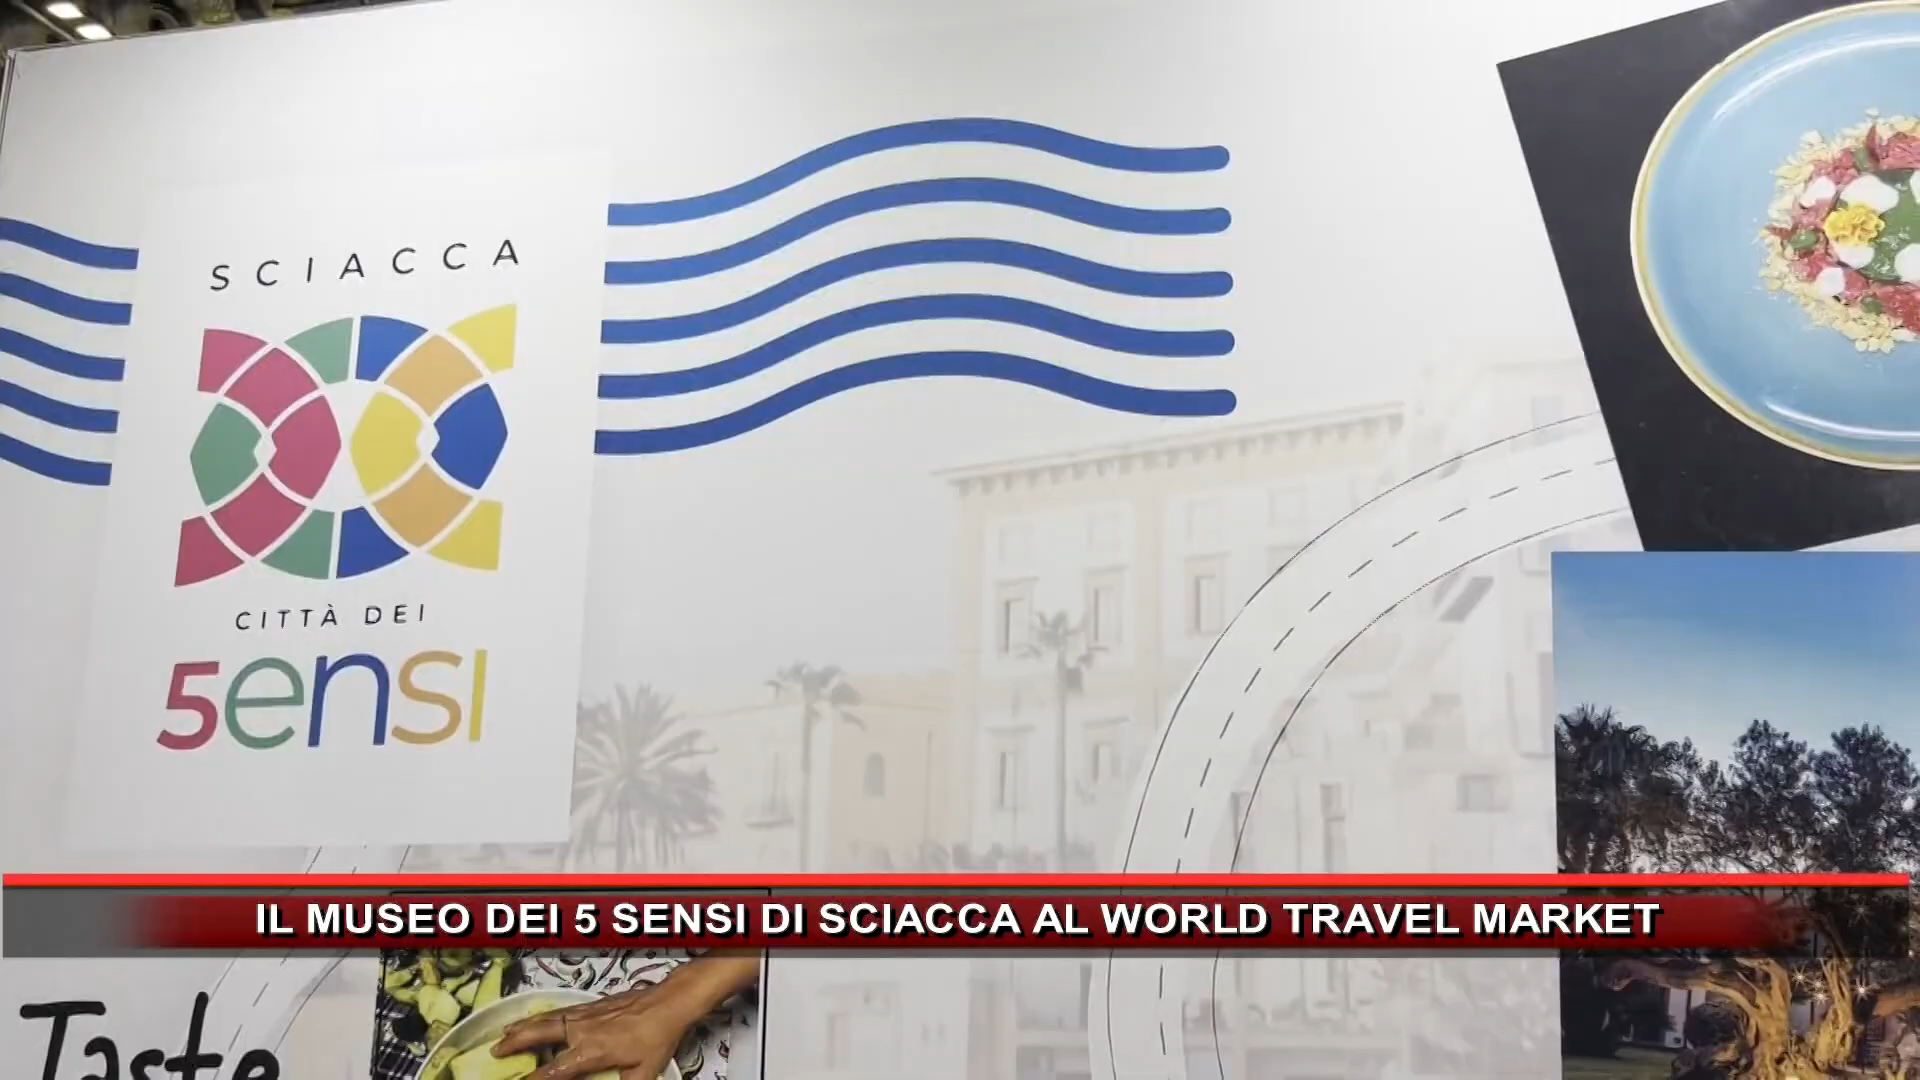 SCIACCA
CITTÀ DEI
5ensi
IL MUSEO DEI 5 SENSI DI SCIACCA AL WORLD TRAVEL MARKET
Taste